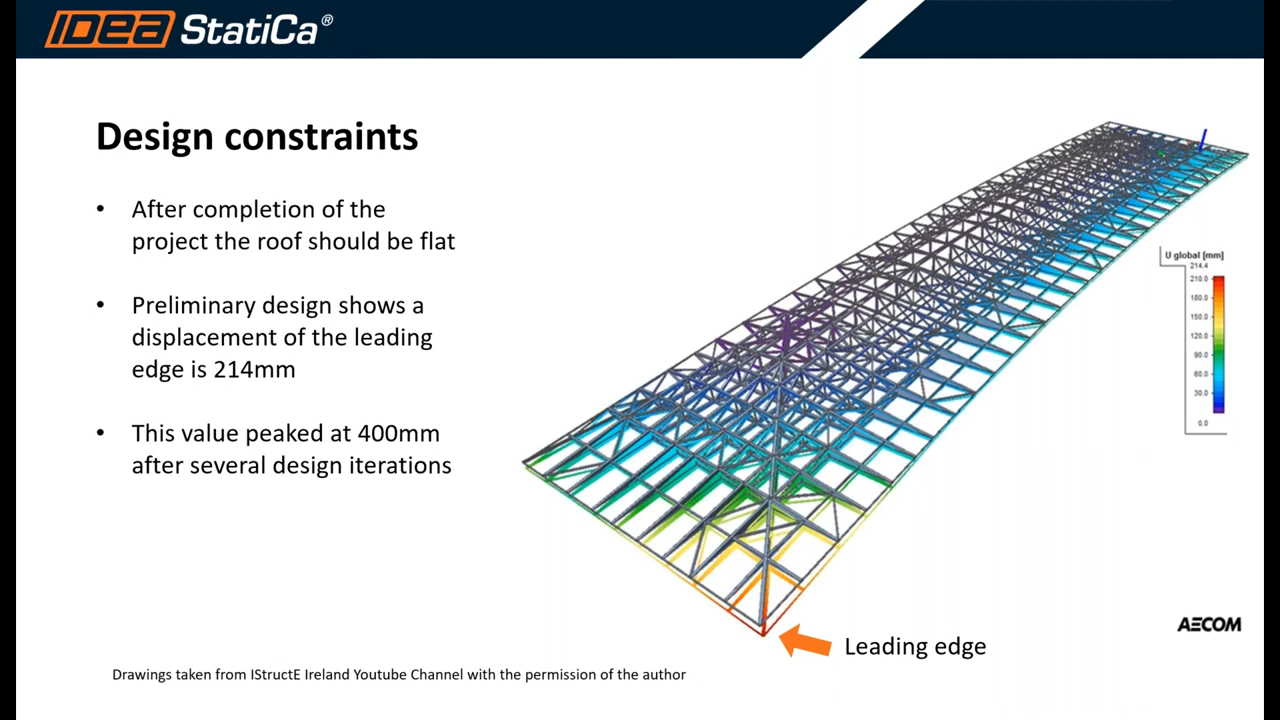 IDEA StatiCa®
Design constraints
• After completion of the
project the roof should be flat
• Preliminary design shows a
displacement of the leading
edge is 214mm
• This value peaked at 400mm
after several design iterations
U global [mm]
214.4
210.0
180.0
150.0
120.0
90.0
60.0
30.0
0.0
AECOM
Leading edge
Drawings taken from IStructE Ireland Youtube Channel with the permission of the author